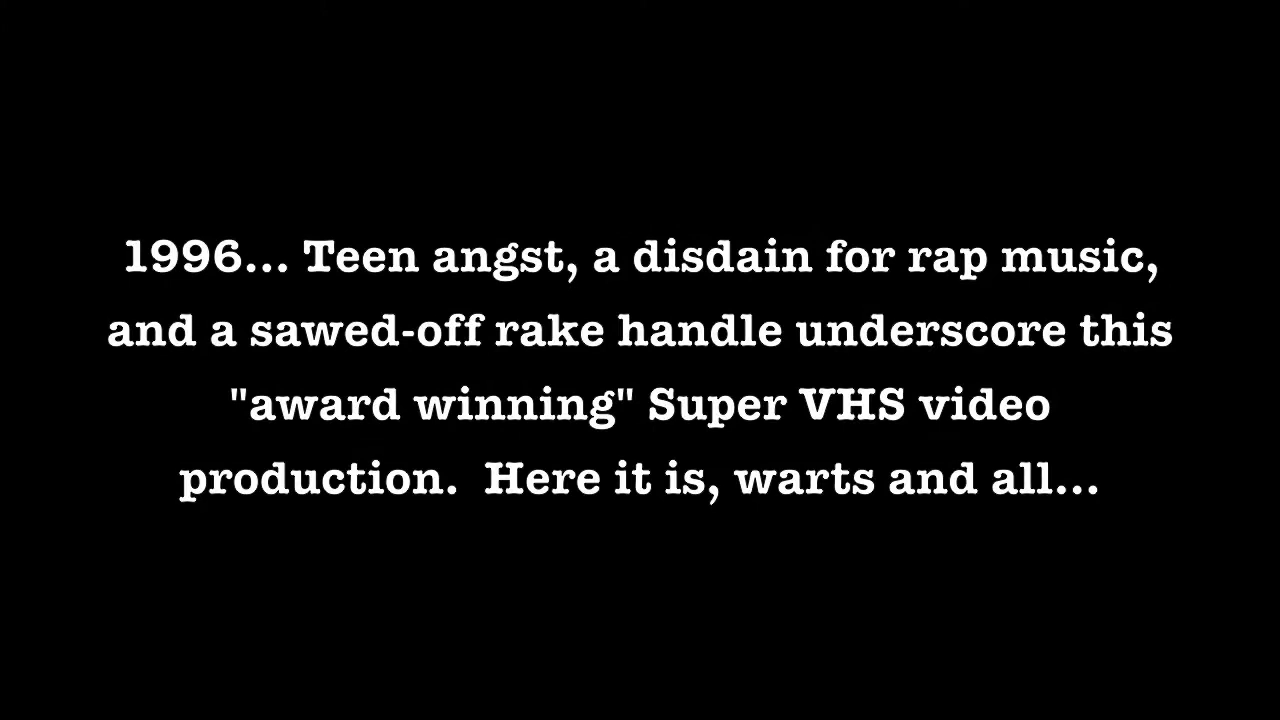 1996... Teen angst, a disdain for rap music,
and a sawed-off rake handle underscore this
"award winning" Super VHS video
production.  Here it is, warts and all...